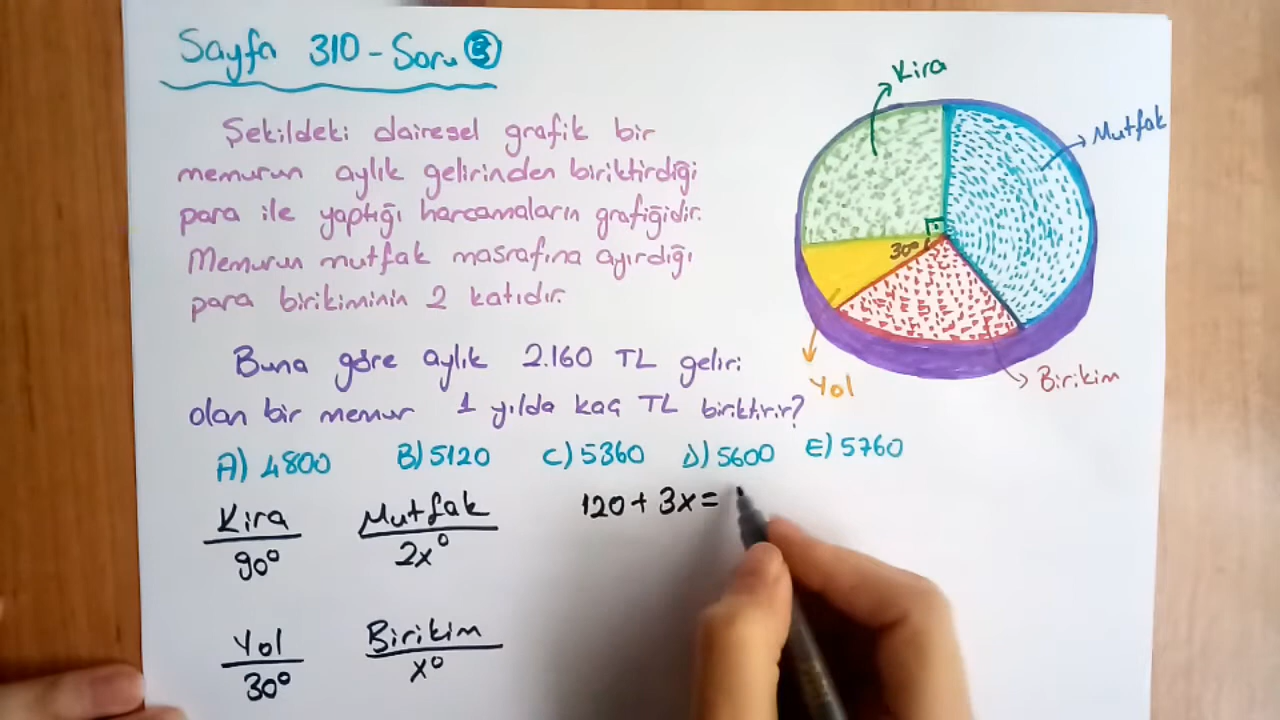 Sayfa 310 - Soru 3
Şekildeki dairesel grafik bir
memurun aylık gelirinden biriktirdiği
para ile yaptığı harcamaların grafiğidir.
Memurun mutfak masrafına ayırdığı
para birikiminin 2 katıdır.
Buna göre aylık 2.160 TL geliri
olan bir memur 1 yılda kaç TL biriktirir?
A) 4800 B) 5120 C) 5360 D) 5600 E) 5760
Kira
Mutfak
30°
Yol
Birikim
Kira Mutfak
90° 2x°
120 + 3x =
Yol Birikim
30° x°